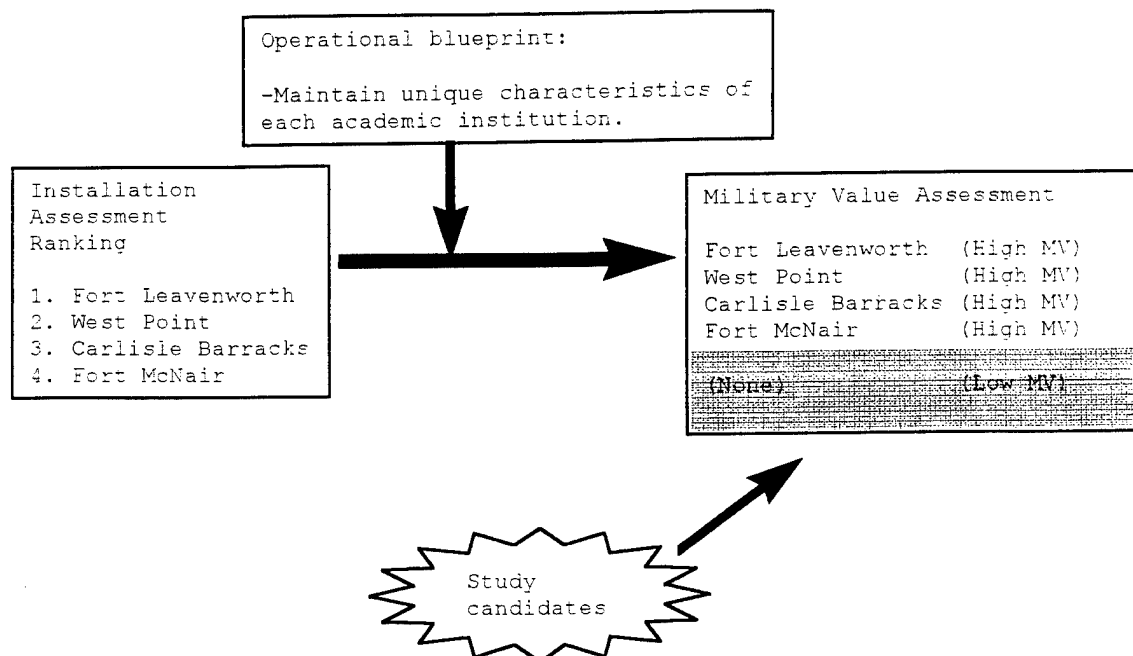 Operational blueprint:
-Maintain unique characteristics of
each academic institution.
Installation
Assessment
Ranking
1. Fort Leavenworth
2. West Point
3. Carlisle Barracks
4. Fort McNair
Military Value Assessment
Fort Leavenworth (High MV)
West Point (High MV)
Carlisle Barracks (High MV)
Fort McNair (High MV)
(None) (Low MV)
Study
candidates